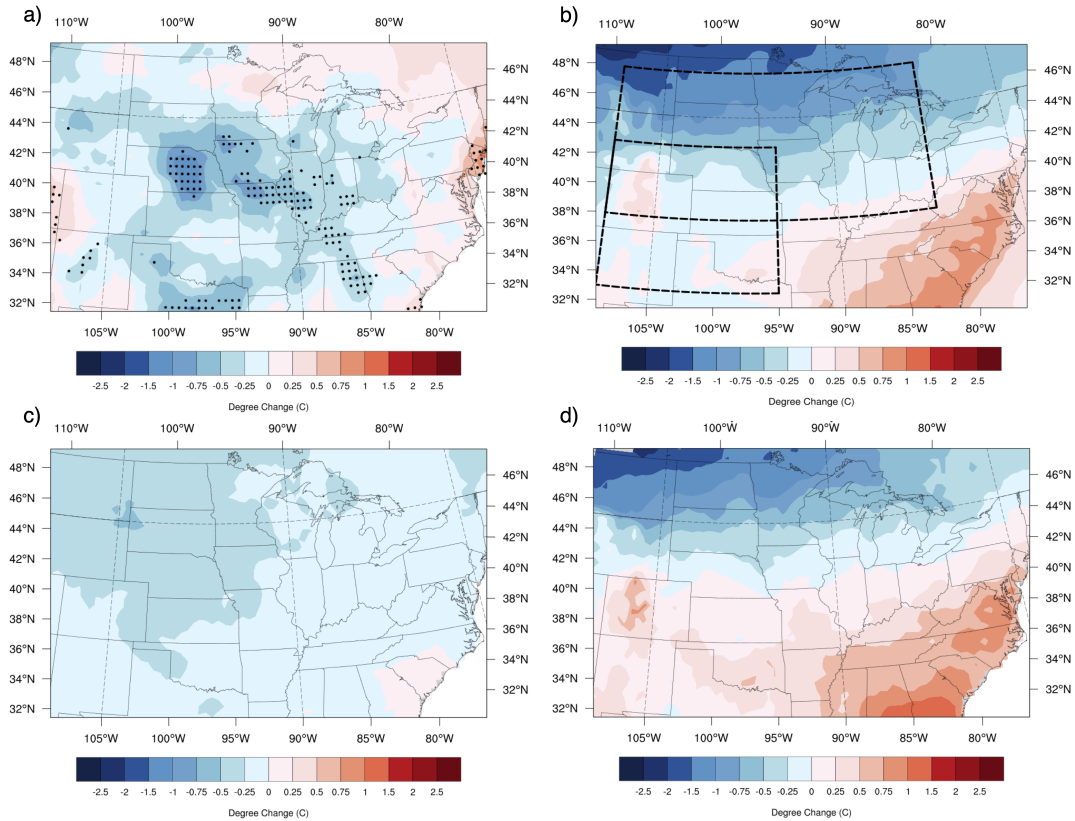 a)
110°W 100°W 90°W 80°W
48°N 46°N 44°N 42°N 40°N 38°N 36°N 34°N 32°N
46°N 44°N 42°N 40°N 38°N 36°N 34°N 32°N
105°W 100°W 95°W 90°W 85°W 80°W
-2.5 -2 -1.5 -1 -0.75 -0.25 0 0.25 0.5 0.75 1 1.5 2 2.5
Degree Change (C)
b)
110°W 100°W 90°W 80°W
48°N 46°N 44°N 42°N 40°N 38°N 36°N 34°N 32°N
46°N 44°N 42°N 40°N 38°N 36°N 34°N 32°N
105°W 100°W 95°W 90°W 85°W 80°W
-2.5 -2 -1.5 -1 -0.75 -0.25 0 0.25 0.5 0.75 1 1.5 2 2.5
Degree Change (C)
c)
110°W 100°W 90°W 80°W
48°N 46°N 44°N 42°N 40°N 38°N 36°N 34°N 32°N
46°N 44°N 42°N 40°N 38°N 36°N 34°N 32°N
105°W 100°W 95°W 90°W 85°W 80°W
-2.5 -2 -1.5 -1 -0.75 -0.25 0 0.25 0.5 0.75 1 1.5 2 2.5
Degree Change (C)
d)
110°W 100°W 90°W 80°W
48°N 46°N 44°N 42°N 40°N 38°N 36°N 34°N 32°N
46°N 44°N 42°N 40°N 38°N 36°N 34°N 32°N
105°W 100°W 95°W 90°W 85°W 80°W
-2.5 -2 -1.5 -1 -0.75 -0.25 0 0.25 0.5 0.75 1 1.5 2 2.5
Degree Change (C)